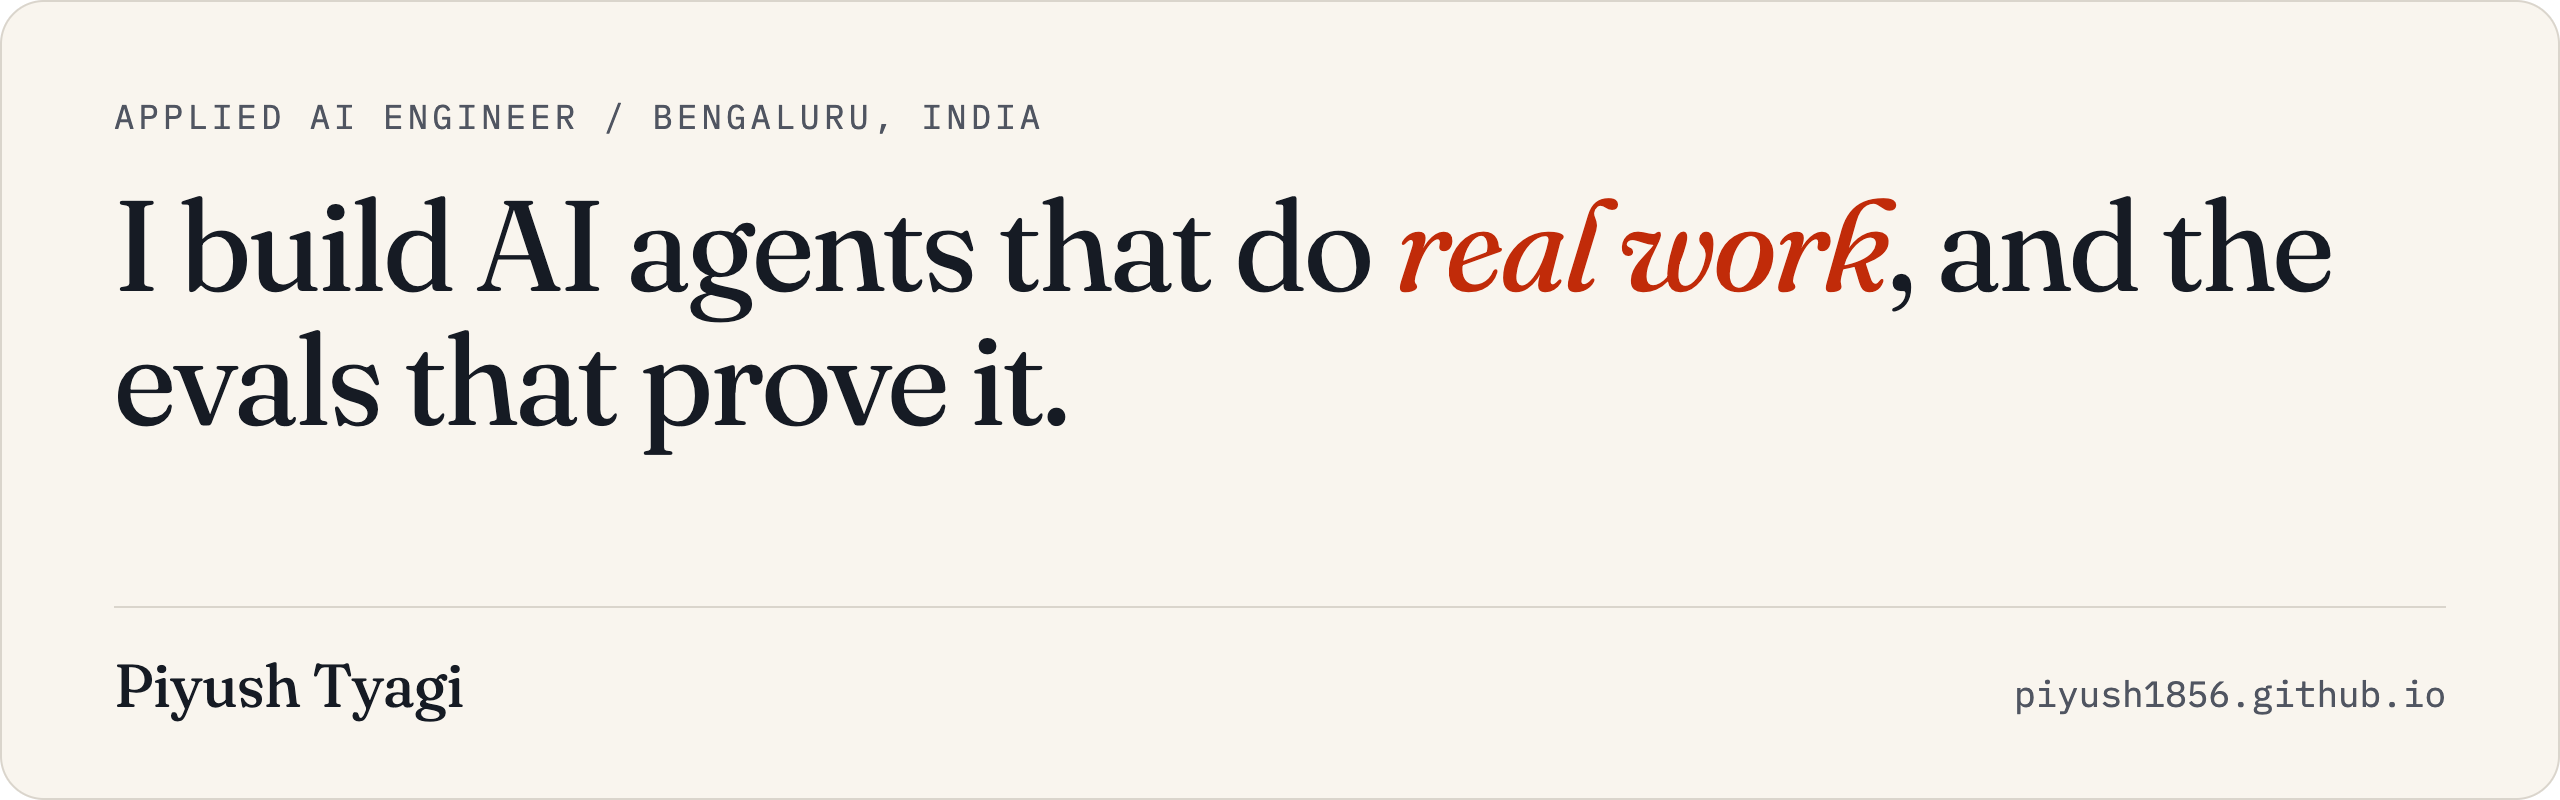 APPLIED AI ENGINEER / BENGALURU, INDIA
I build AI agents that do real work, and the
evals that prove it.
Piyush Tyagi
piyush1856.github.io